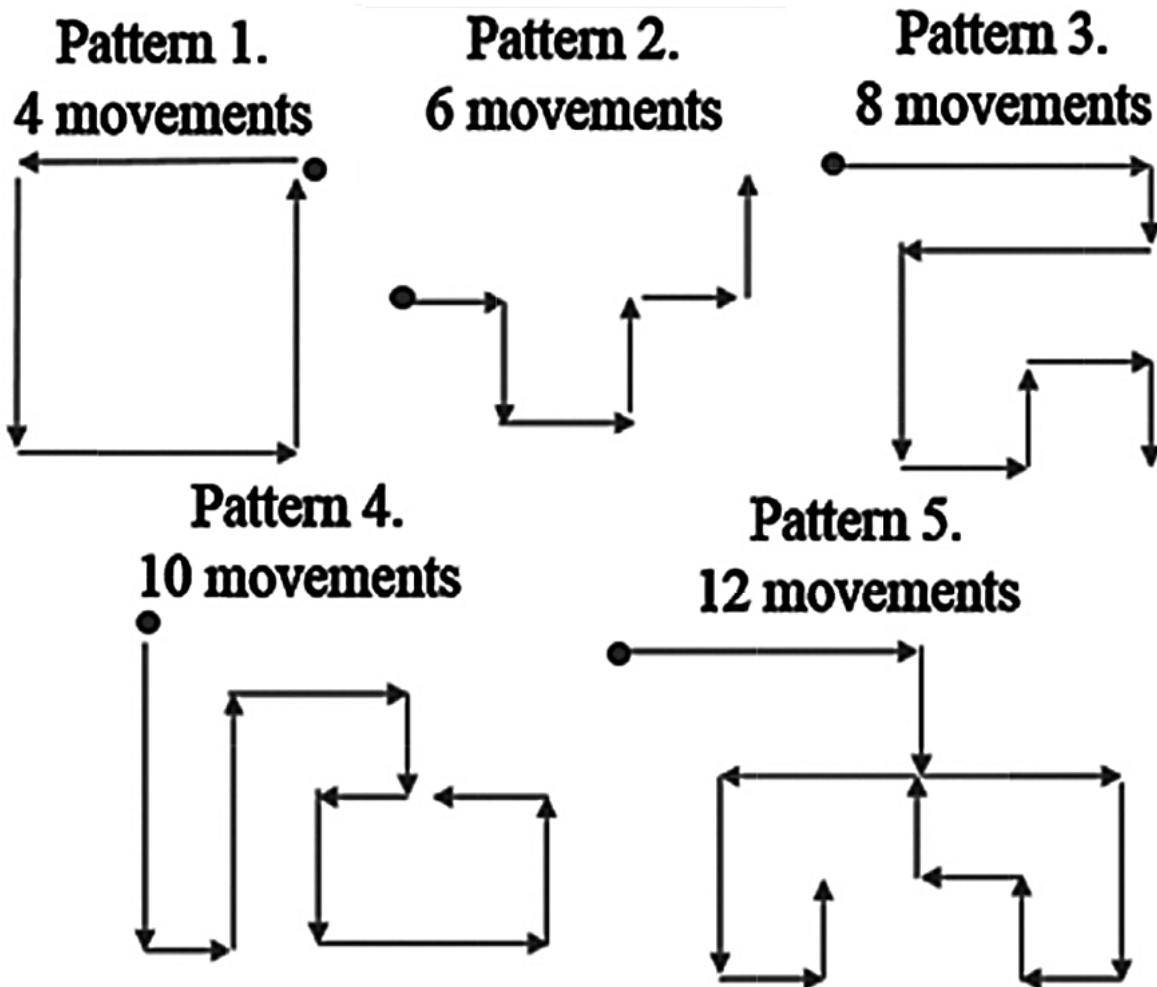 Pattern 1.
4 movements
Pattern 2.
6 movements
Pattern 3.
8 movements
Pattern 4.
10 movements
Pattern 5.
12 movements